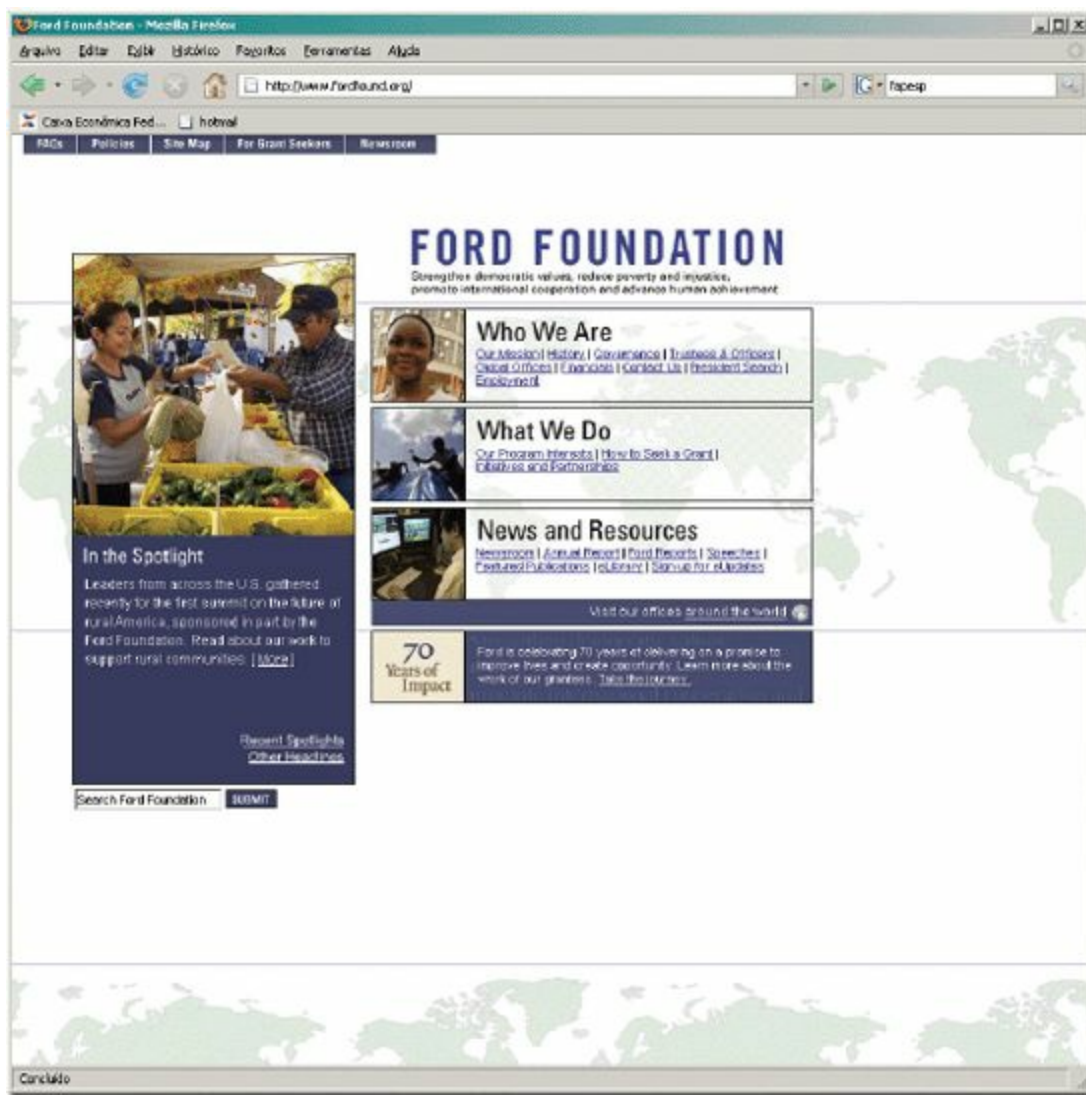 Ford Foundation - Mozilla Firefox
Arquivo Editar Exibir Histórico Favoritos Ferramentas Ajuda
http://www.fordfound.org/ fapesp
Caixa Econômica Fed... hotmail
FAQs Policies Site Map For Grant Seekers Newsroom
FORD FOUNDATION
Strengthen democratic values, reduce poverty and injustice,
promote international cooperation and advance human achievement
Who We Are
Our Mission | History | Governance | Trustees & Officers |
Global Offices | Financials | Contact Us | President Search |
Employment
What We Do
Our Program Interests | How to Seek a Grant |
Initiatives and Partnerships
News and Resources
Newsroom | Annual Report | Ford Reports | Speeches |
Featured Publications | eLibrary | Sign-up for eUpdates
Visit our offices around the world
70
Years of
Impact
Ford is celebrating 70 years of delivering on a promise to
improve lives and create opportunity. Learn more about the
work of our grantees. Take the journey.
In the Spotlight
Leaders from across the U.S. gathered
recently for the first summit on the future of
rural America, sponsored in part by the
Ford Foundation. Read about our work to
support rural communities. [ More ]
Recent Spotlights
Other Headlines
Search Ford Foundation SUBMIT
Concluído